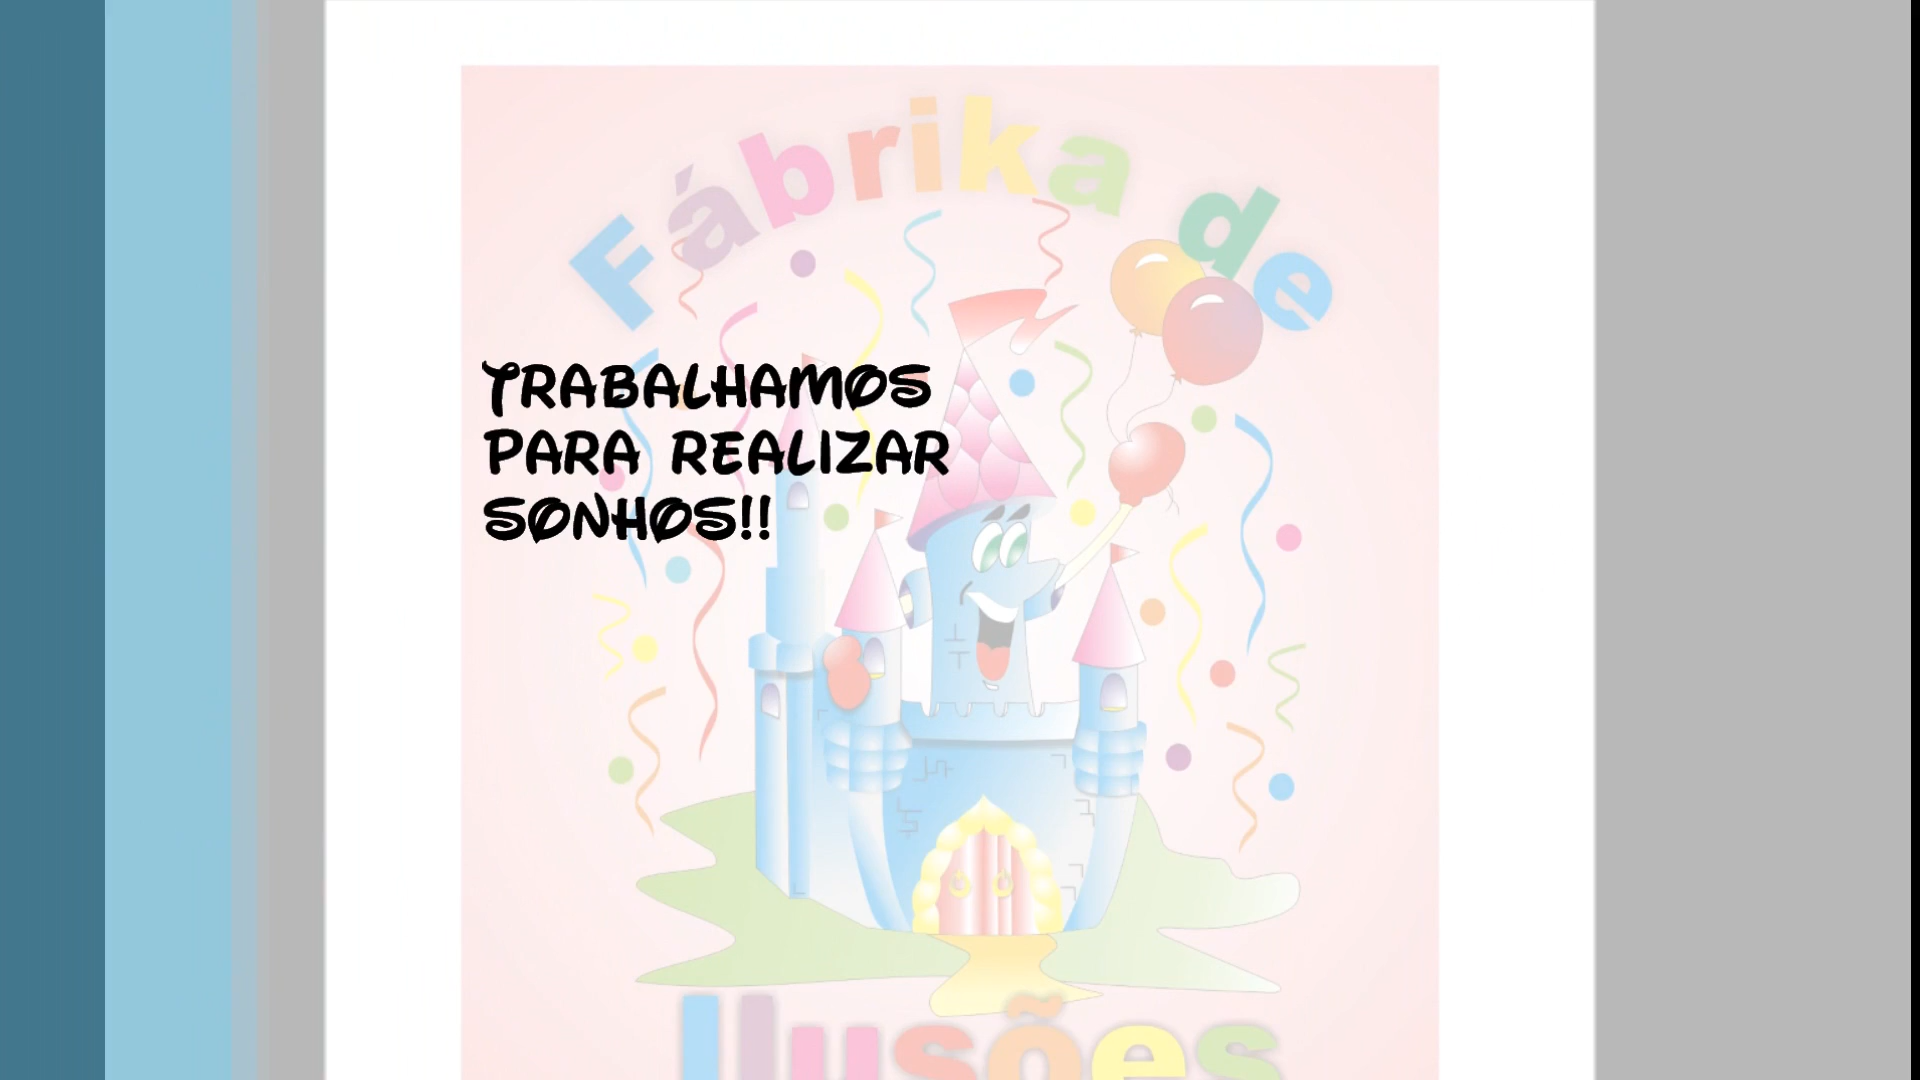 Fábrika de
TRABALHAMOS
PARA REALIZAR
SONHOS!!
Ilusões